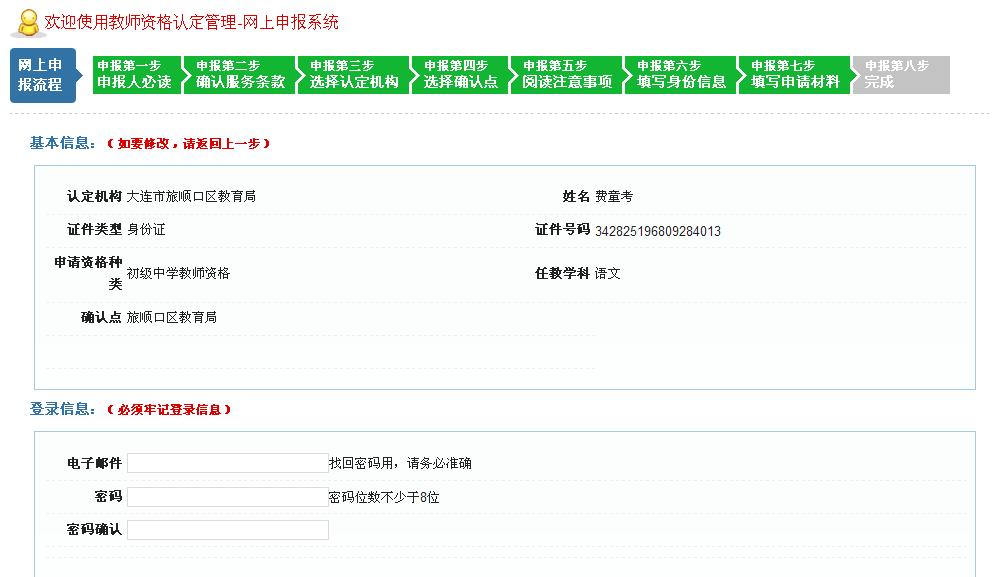 欢迎使用教师资格认定管理-网上申报系统
网上申
报流程
申报第一步
申报人必读
申报第二步
确认服务条款
申报第三步
选择认定机构
申报第四步
选择确认点
申报第五步
阅读注意事项
申报第六步
填写身份信息
申报第七步
填写申请材料
申报第八步
完成
基本信息：（如要修改，请返回上一步）
认定机构 大连市旅顺口区教育局 姓名 费童考
证件类型 身份证 证件号码 342825196809284013
申请资格种
类 初级中学教师资格 任教学科 语文
确认点 旅顺口区教育局
登录信息：（必须牢记登录信息）
电子邮件 找回密码用，请务必准确
密码 密码位数不少于8位
密码确认